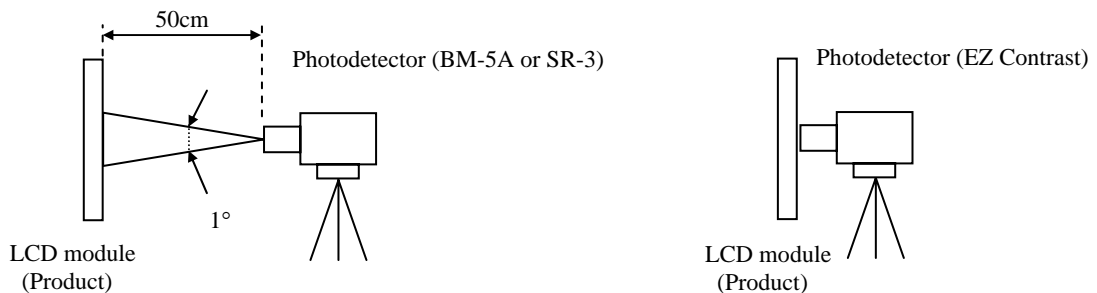 50cm
Photodetector (BM-5A or SR-3)
1°
LCD module
(Product)
Photodetector (EZ Contrast)
LCD module
(Product)